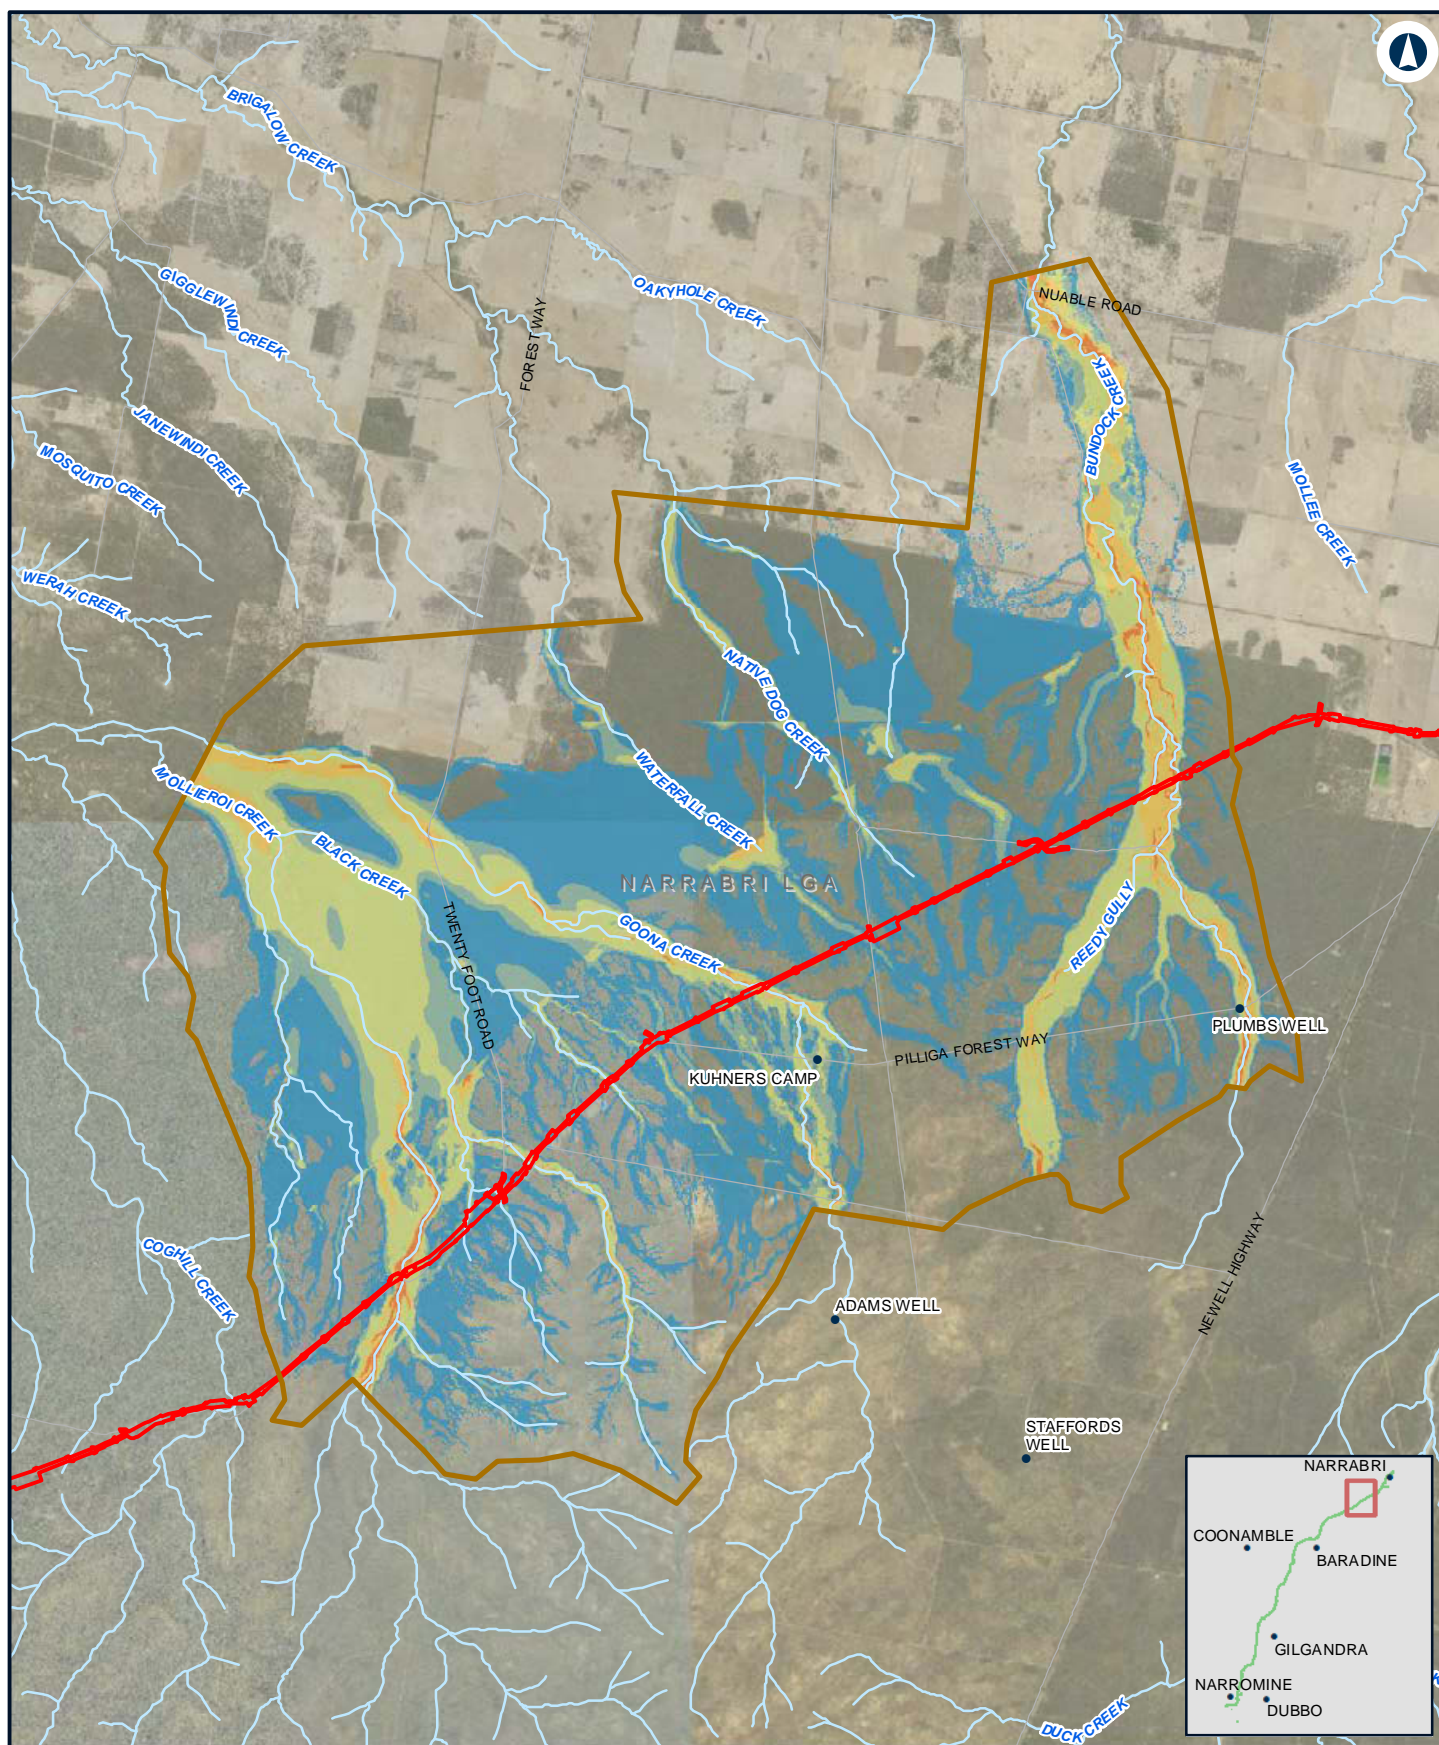 BRIGALOW CREEK
GIGGLEWINDI CREEK
OAKYHOLE CREEK
NUABLE ROAD
FOREST WAY
BUNDOCK CREEK
JANEWINDI CREEK
MOSQUITO CREEK
MOLLEE CREEK
WERAH CREEK
NATIVE DOG CREEK
WATERFALL CREEK
MOLLIEROI CREEK
BLACK CREEK
NARRABRI LGA
GOONA CREEK
REEDY GULLY
TWENTY FOOT ROAD
PLUMBS WELL
PILLIGA FOREST WAY
KUHNERS CAMP
COGHILL CREEK
NEWELL HIGHWAY
ADAMS WELL
STAFFORDS
WELL
DUCK CREEK
NARRABRI
COONAMBLE
BARADINE
GILGANDRA
NARROMINE
DUBBO